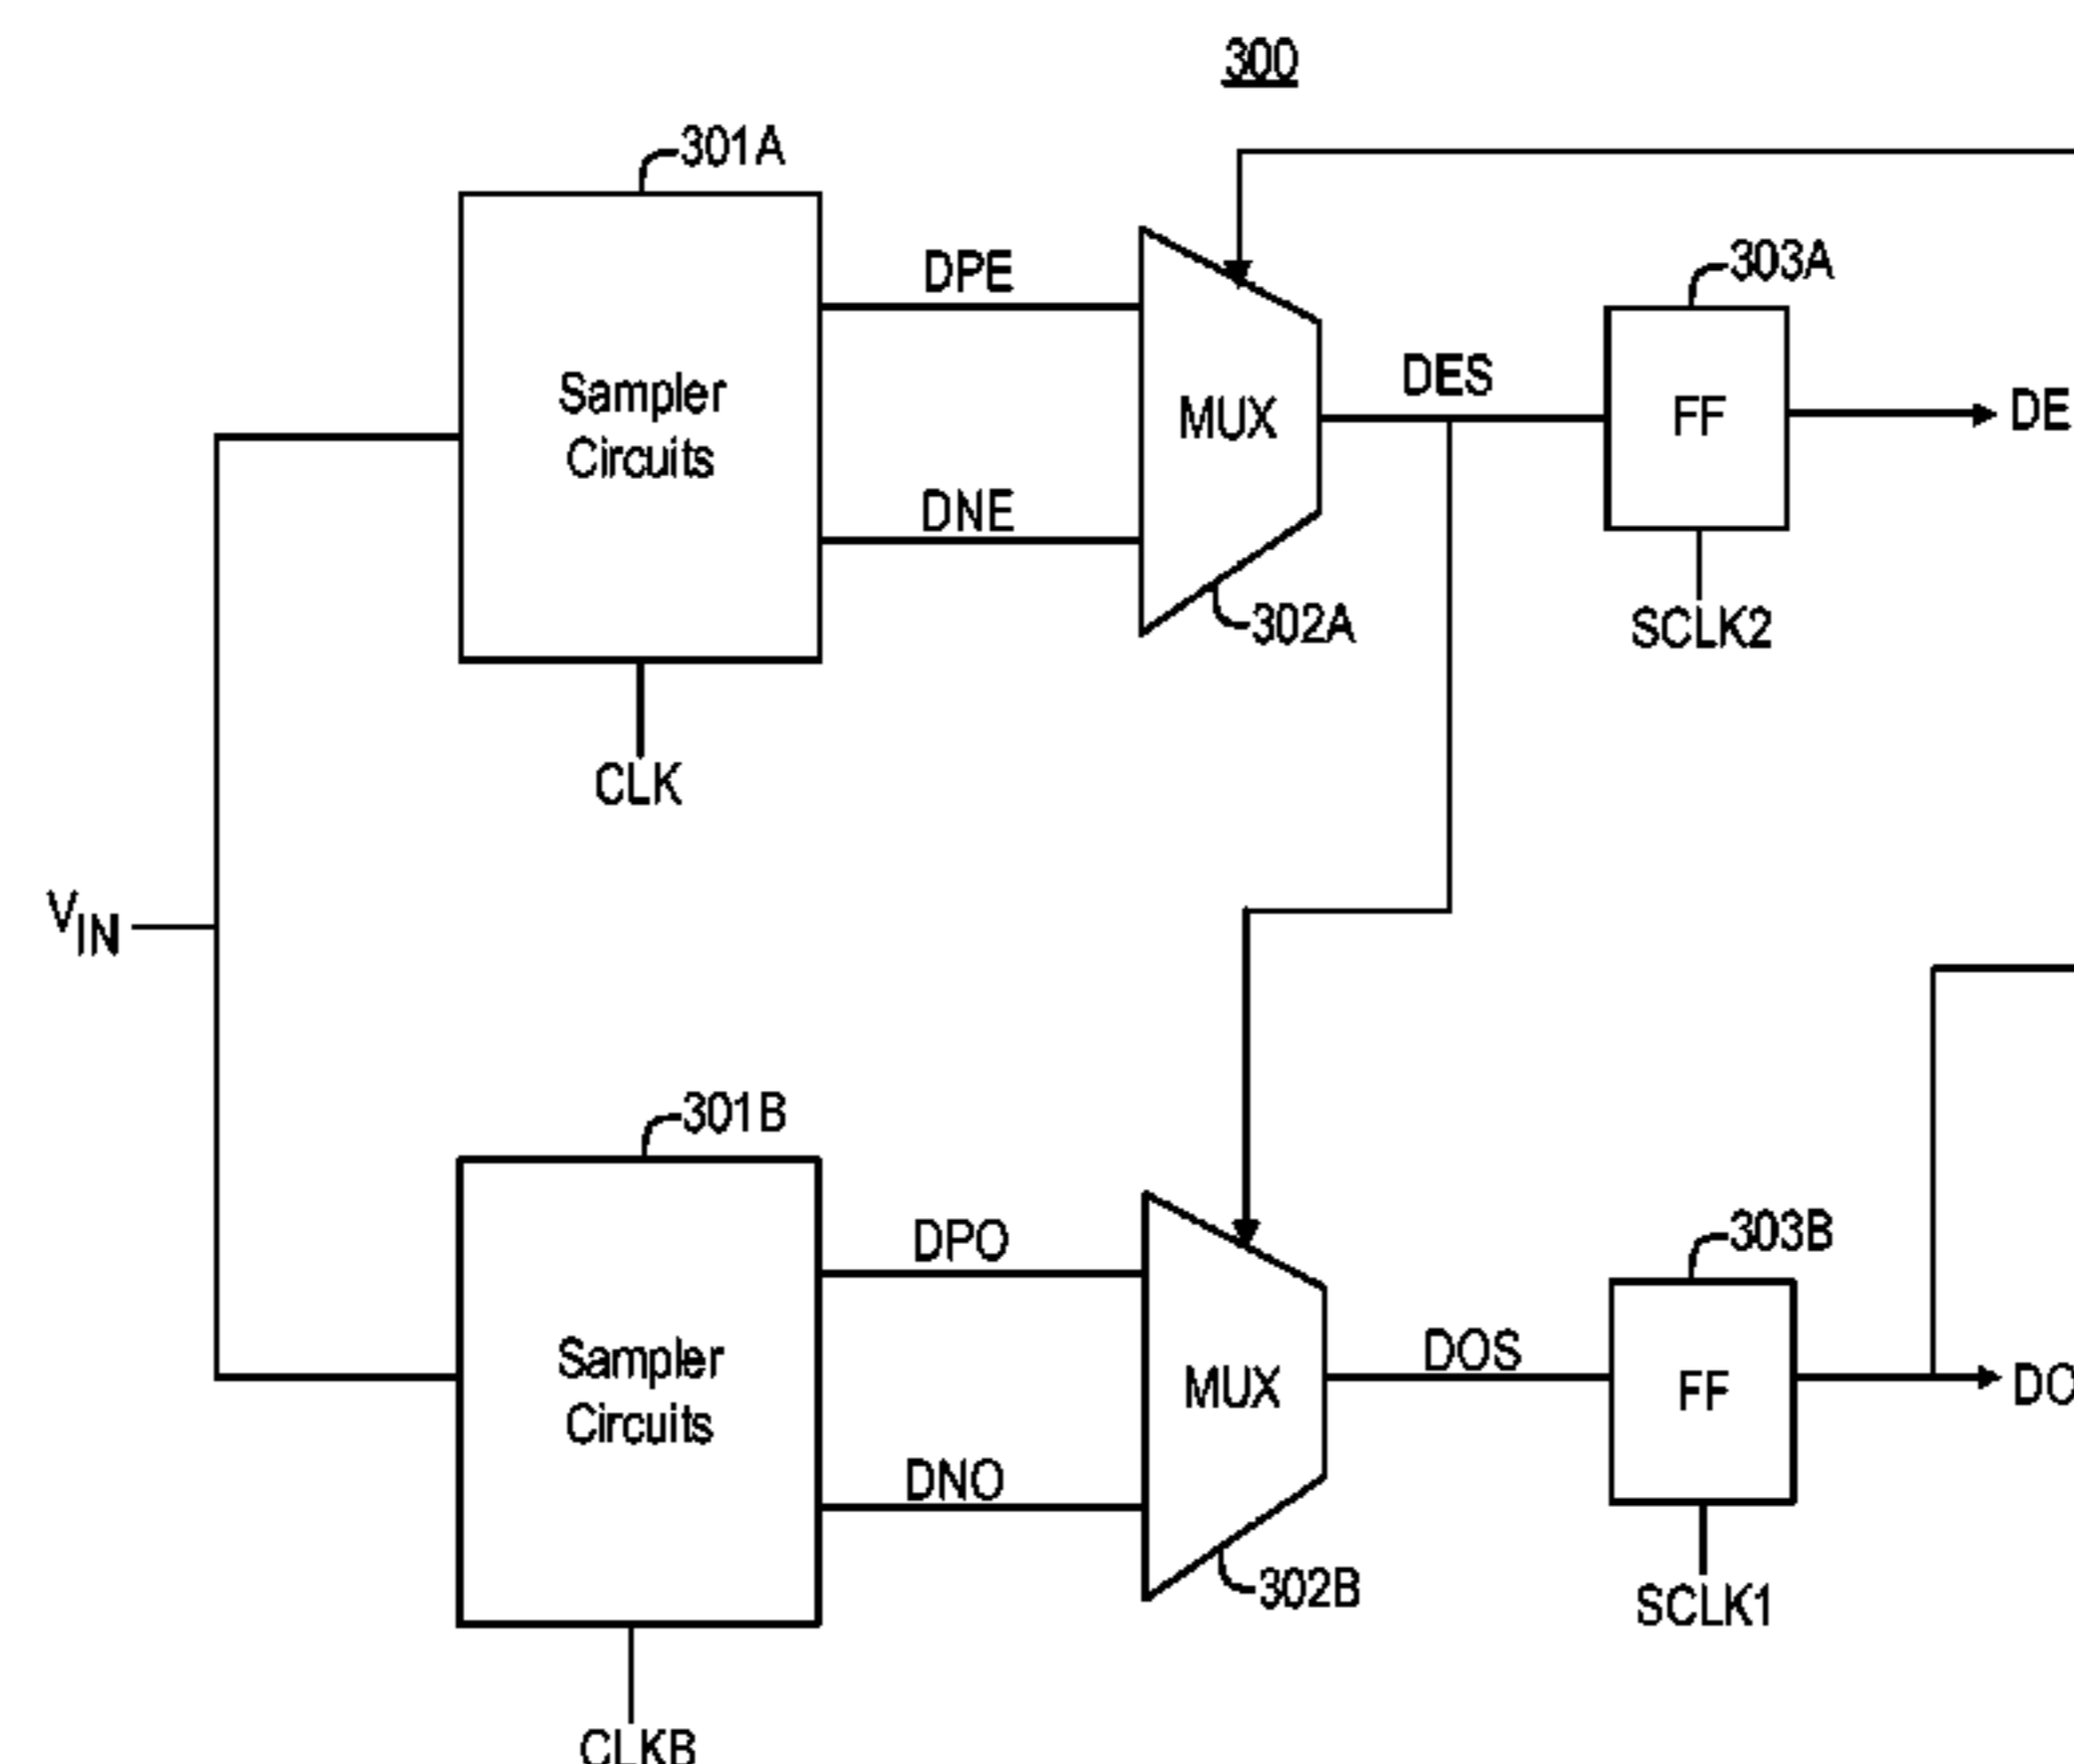 300
301A
DPE
303A
Sampler
Circuits
MUX
DES
FF
DE
DNE
302A
SCLK2
CLK
VIN
301B
DPO
303B
Sampler
Circuits
MUX
DOS
FF
DNO
302B
SCLK1
CLKB